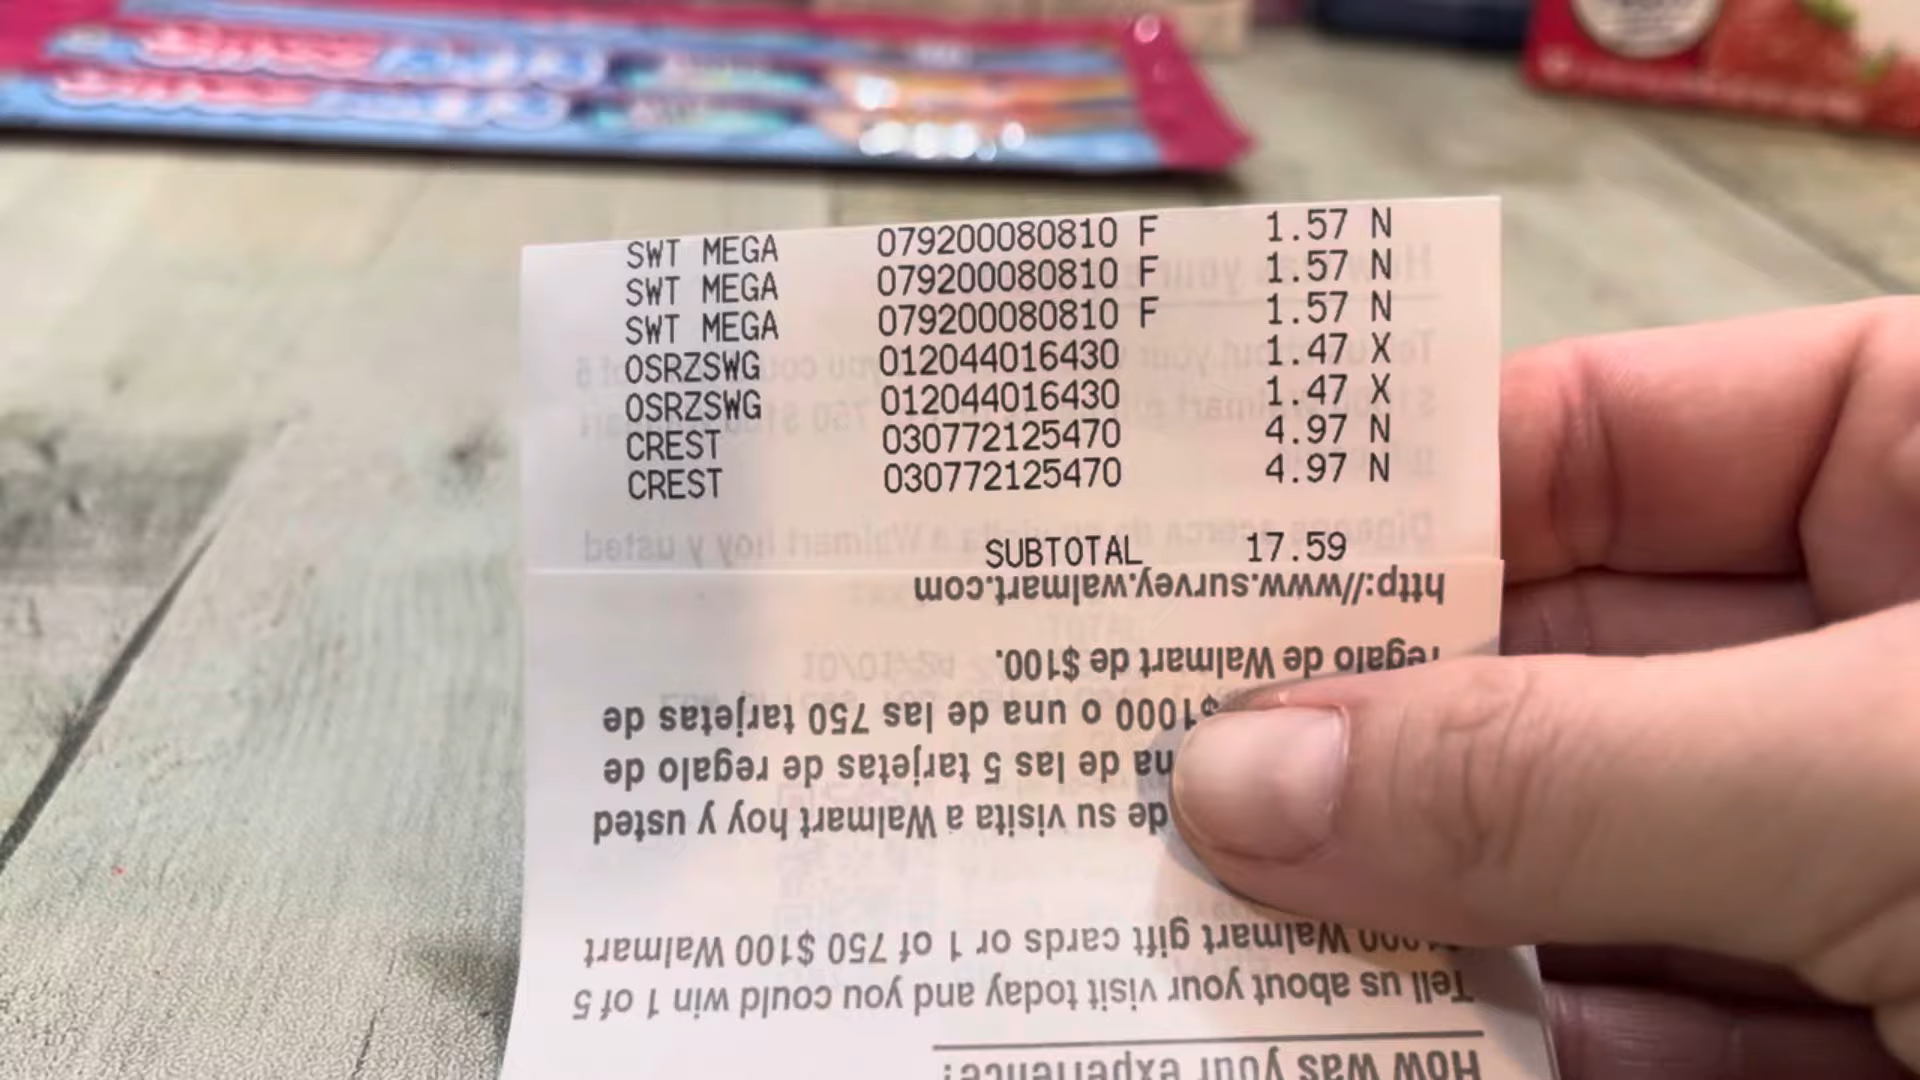 SWT MEGA 079200080810 F 1.57 N
SWT MEGA 079200080810 F 1.57 N
SWT MEGA 079200080810 F 1.57 N
OSRZSWG 012044016430 1.47 X
OSRZSWG 012044016430 1.47 X
CREST 030772125470 4.97 N
CREST 030772125470 4.97 N
SUBTOTAL 17.59
http://www.survey.walmart.com
regalo de Walmart de $100.
$1000 o una de las 750 tarjetas de
de las 5 tarjetas de regalo de
de su visita a Walmart hoy y usted
Walmart gift cards or 1 of 750 $100 Walmart
Tell us about your visit today and you could win 1 of 5
How was your experience?